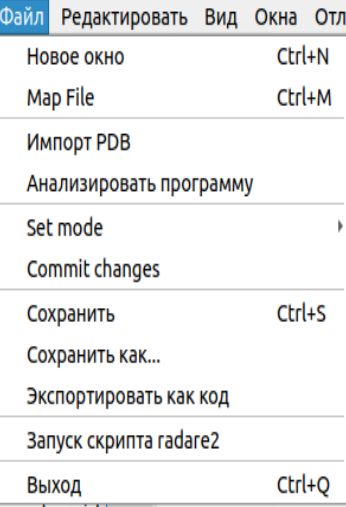 Файл Редактировать Вид Окна Отл
Новое окно Ctrl+N
Map File Ctrl+M
Импорт PDB
Анализировать программу
Set mode
Commit changes
Сохранить Ctrl+S
Сохранить как...
Экспортировать как код
Запуск скрипта radare2
Выход Ctrl+Q